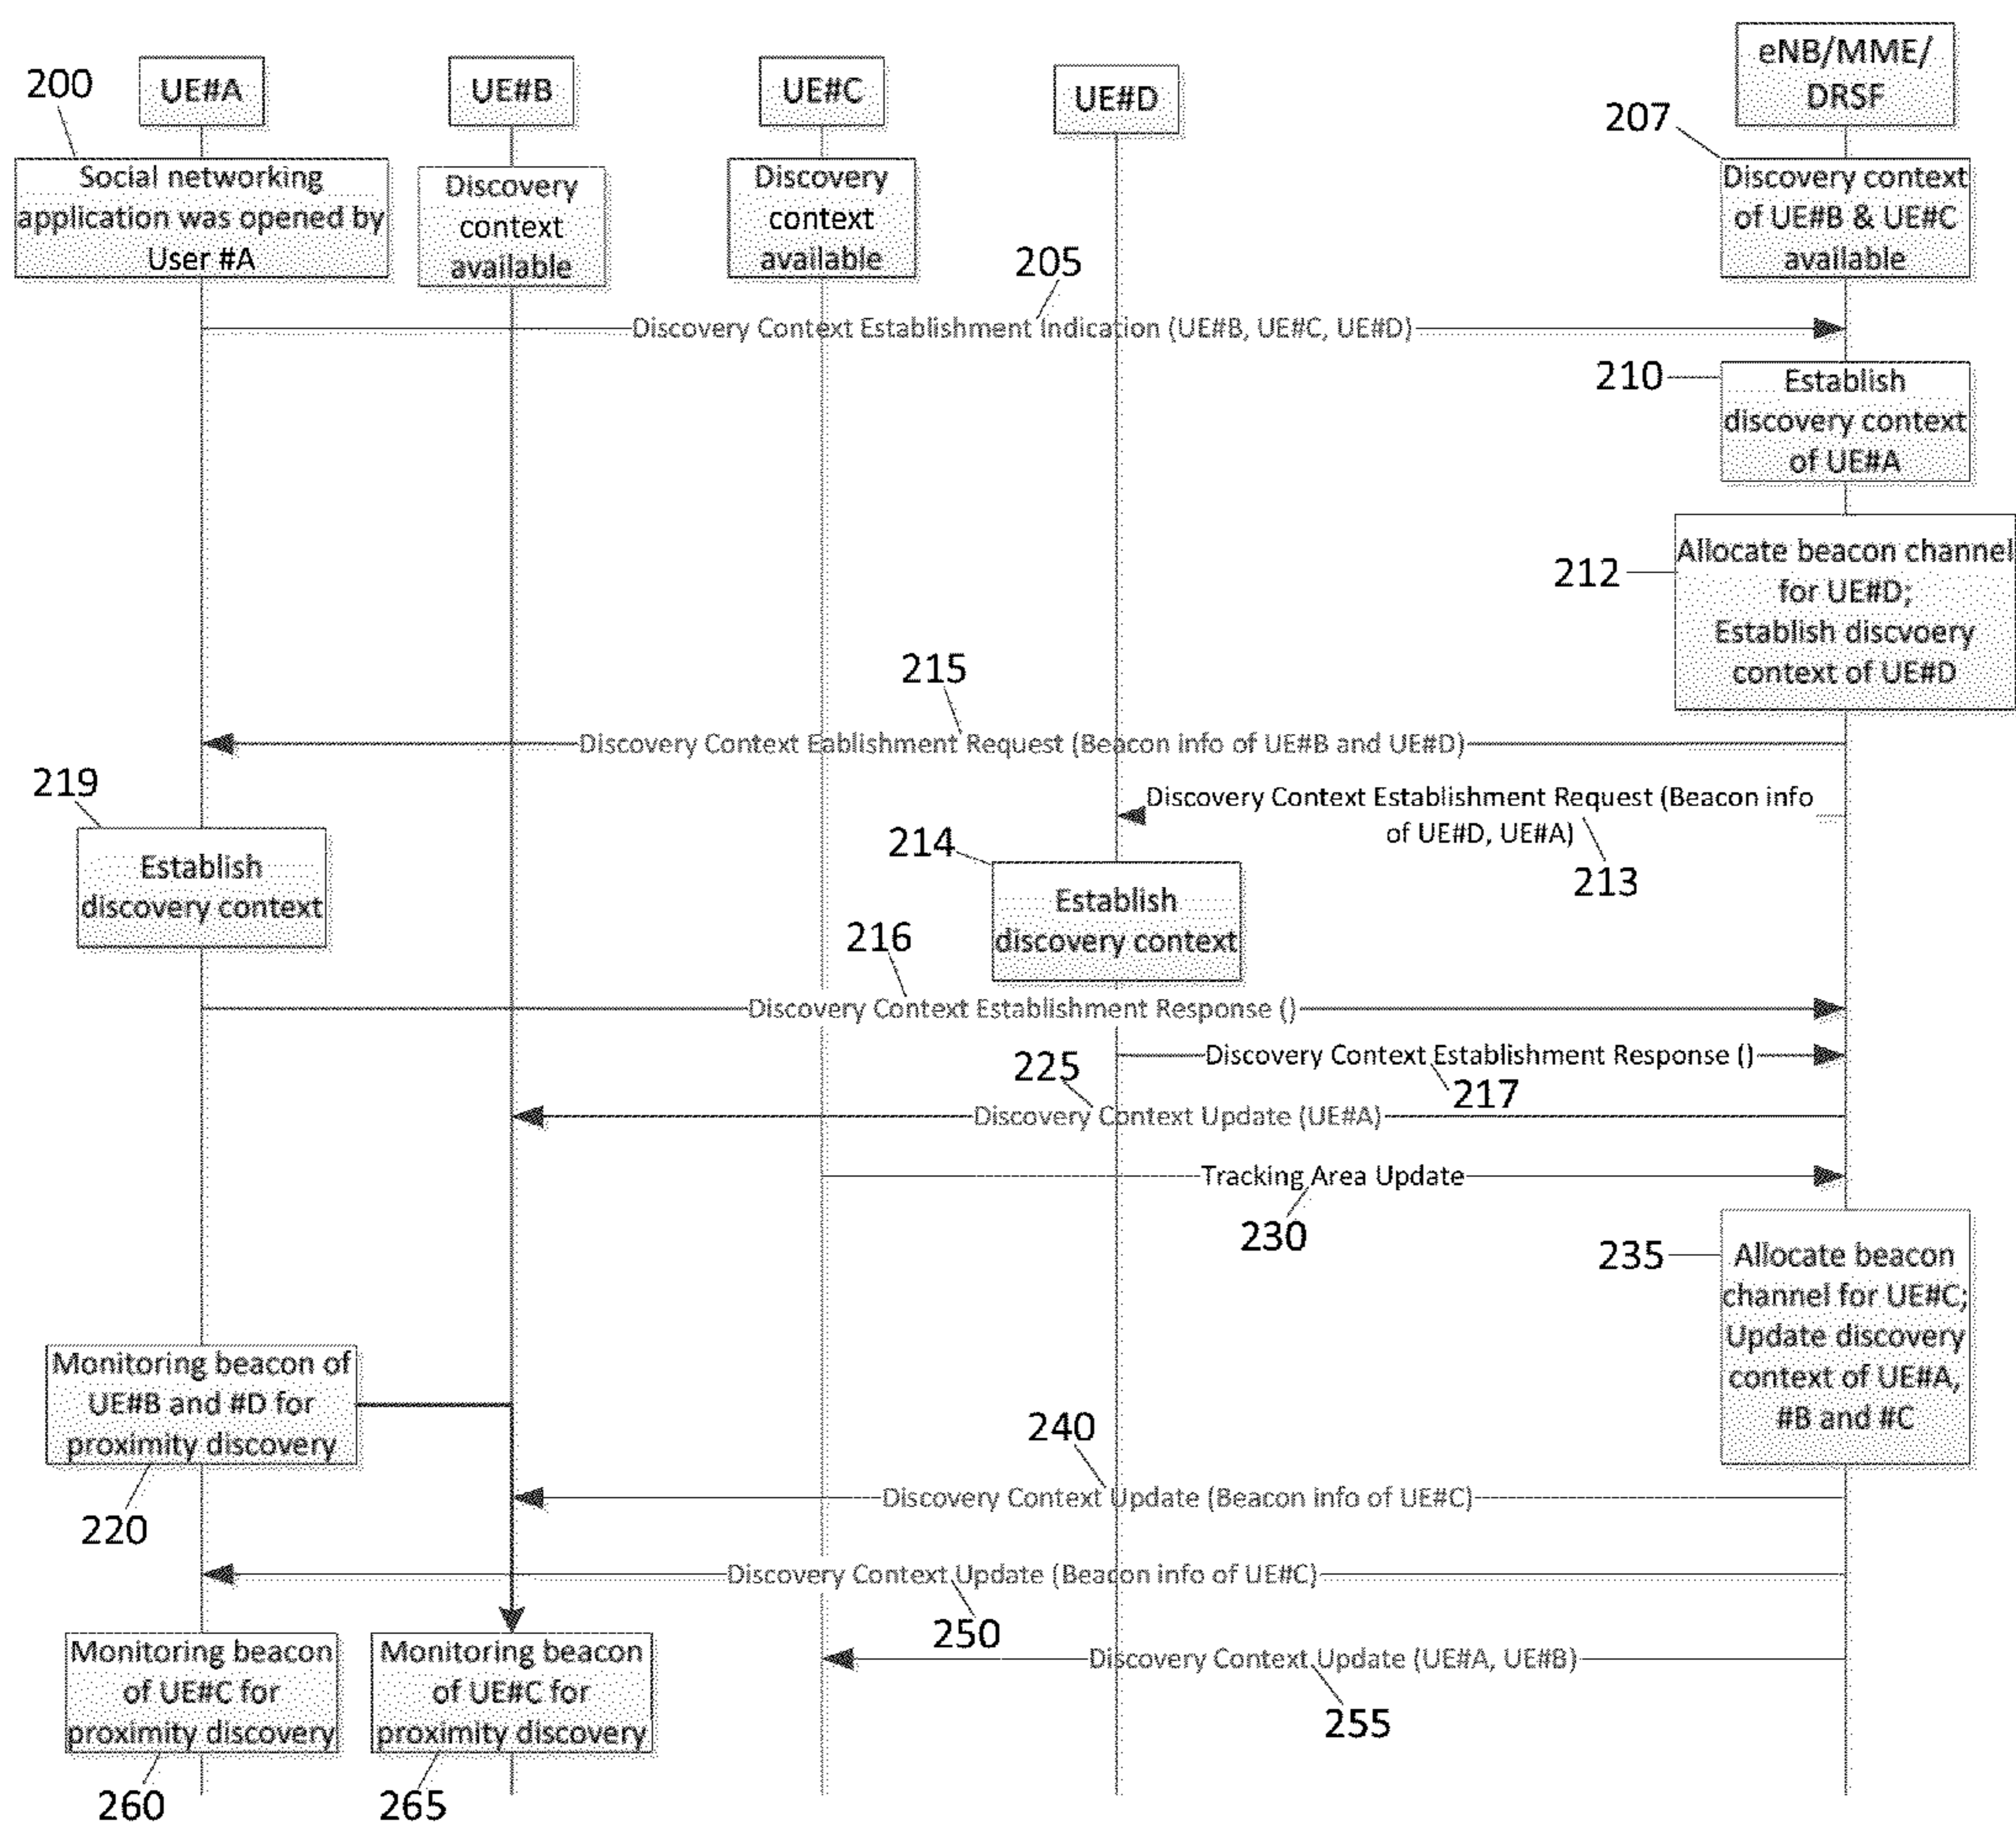 eNB/MME/
DRSF
UE#A
UE#B
UE#C
UE#D
200
207
Social networking
application was opened by
User #A
Discovery
context
available
Discovery
context
available
Discovery context
of UE#B & UE#C
available
205
Discovery Context Establishment Indication (UE#B, UE#C, UE#D)
210
Establish
discovery context
of UE#A
212
Allocate beacon channel
for UE#D;
Establish discvoery
context of UE#D
215
Discovery Context Eablishment Request (Beacon info of UE#B and UE#D)
219
Discovery Context Establishment Request (Beacon info
of UE#D, UE#A)
213
214
Establish
discovery context
Establish
discovery context
216
Discovery Context Establishment Response ()
Discovery Context Establishment Response ()
225
217
Discovery Context Update (UE#A)
Tracking Area Update
230
235
Allocate beacon
channel for UE#C;
Update discovery
context of UE#A,
#B and #C
Monitoring beacon of
UE#B and #D for
proximity discovery
220
240
Discovery Context Update (Beacon info of UE#C)
Discovery Context Update (Beacon info of UE#C)
250
Discovery Context Update (UE#A, UE#B)
255
Monitoring beacon
of UE#C for
proximity discovery
Monitoring beacon
of UE#C for
proximity discovery
260
265